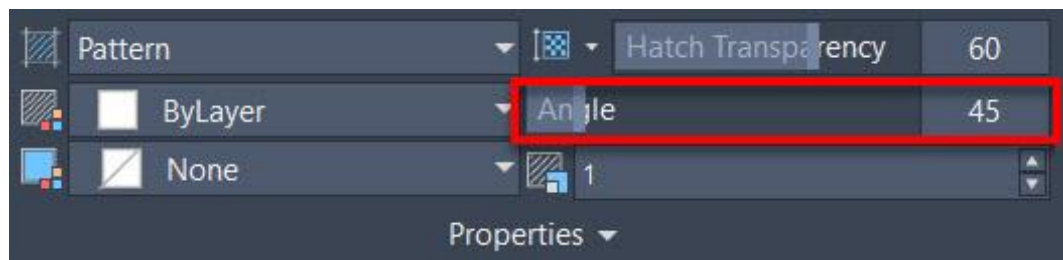 Pattern Hatch Transparency 60
ByLayer Angle 45
None 1
Properties